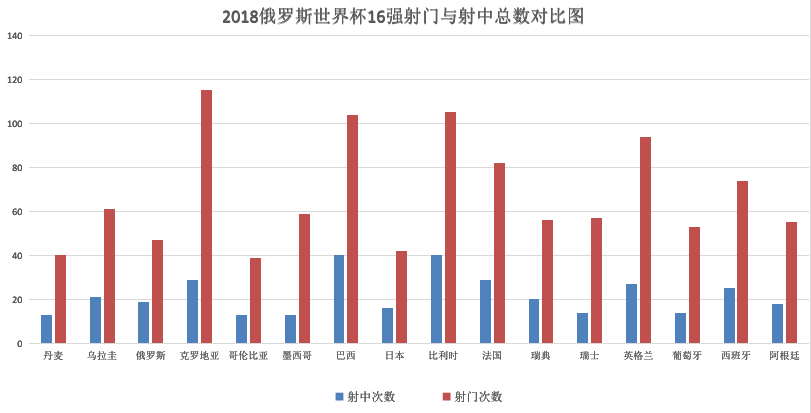 2018俄罗斯世界杯16强射门与射中总数对比图
140
120
100
80
60
40
20
0
丹麦 乌拉圭 俄罗斯 克罗地亚 哥伦比亚 墨西哥 巴西 日本 比利时 法国 瑞典 瑞士 英格兰 葡萄牙 西班牙 阿根廷
射中次数 射门次数